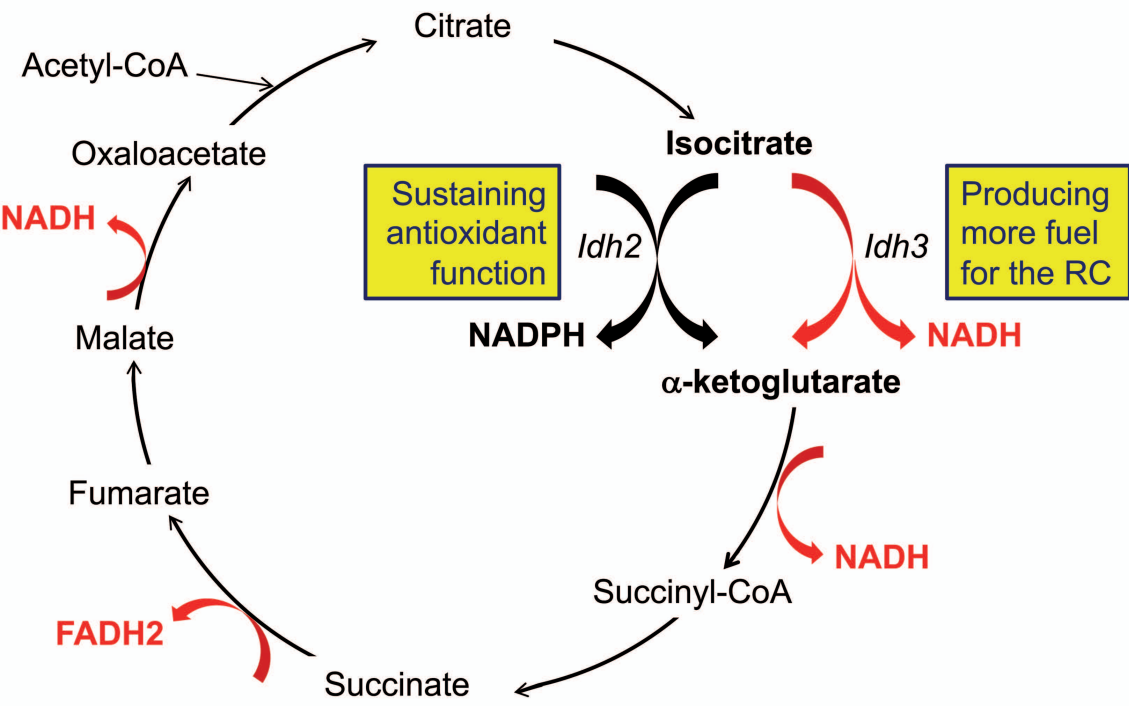 Citrate
Acetyl-CoA
Isocitrate
Oxaloacetate
Sustaining
antioxidant
function
Idh2
Idh3
Producing
more fuel
for the RC
NADH
Malate
NADPH
NADH
α-ketoglutarate
Fumarate
NADH
Succinyl-CoA
FADH2
Succinate